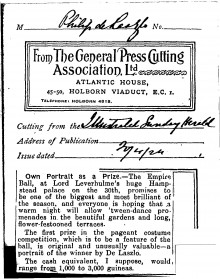 M Philip de Laszlo No.
From The General Press Cutting
Association, Ltd.
ATLANTIC HOUSE,
45-50, HOLBORN VIADUCT, E.C. 1.
TELEPHONE: HOLBORN 4815.
Cutting from the Illustrated Sunday Herald
Address of Publication
Issue dated
Own Portrait as a Prize.—The Empire
Ball, at Lord Leverhulme's huge Hamp-
stead palace on the 30th, promises to
be one of the biggest and most brilliant of
the season, and everyone is hoping that a
warm night will allow 'tween-dance pro-
menades in the beautiful gardens and long,
flower-festooned terraces.
The first prize in the pageant costume
competition, which is to be a feature of the
ball, is original and unusually valuable—a
portrait of the winner by De Laszlo.
The cash equivalent, I suppose, would
range from 1,000 to 3,000 guineas.